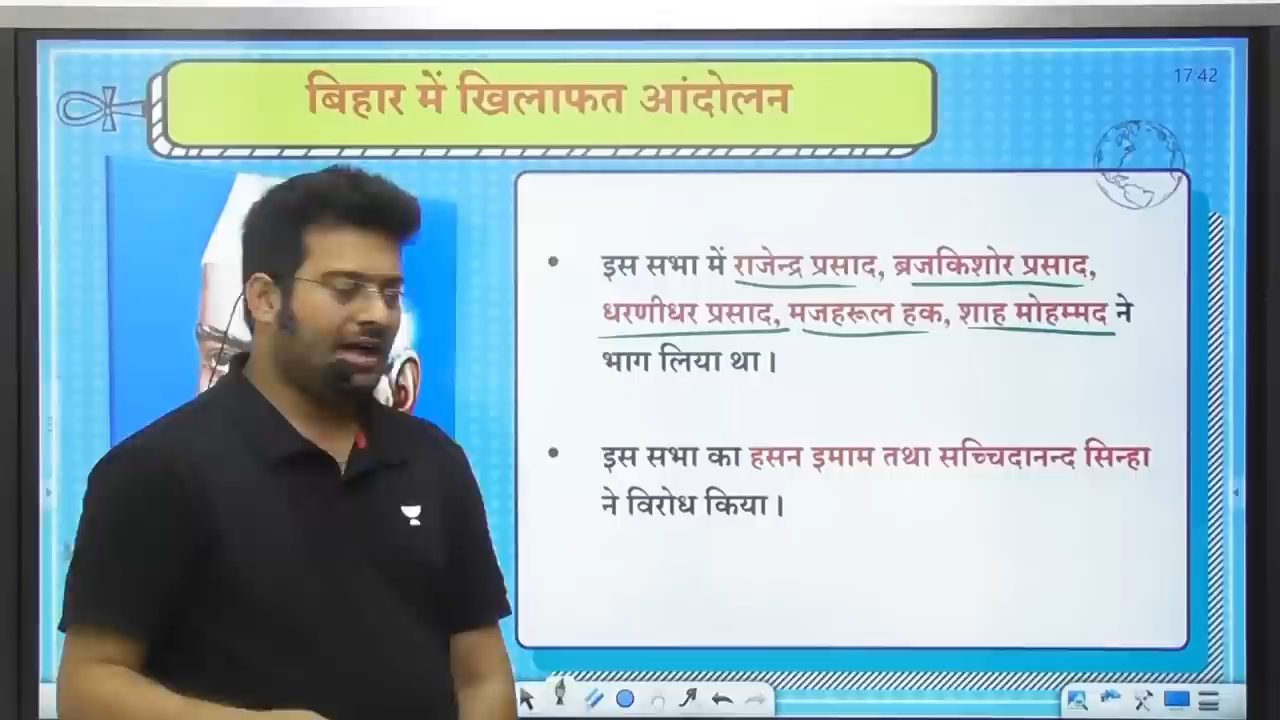 बिहार में खिलाफत आंदोलन
17:42
इस सभा में राजेन्द्र प्रसाद, ब्रजकिशोर प्रसाद,
धरणीधर प्रसाद, मजहरूल हक, शाह मोहम्मद ने
भाग लिया था।
इस सभा का हसन इमाम तथा सच्चिदानन्द सिन्हा
ने विरोध किया।